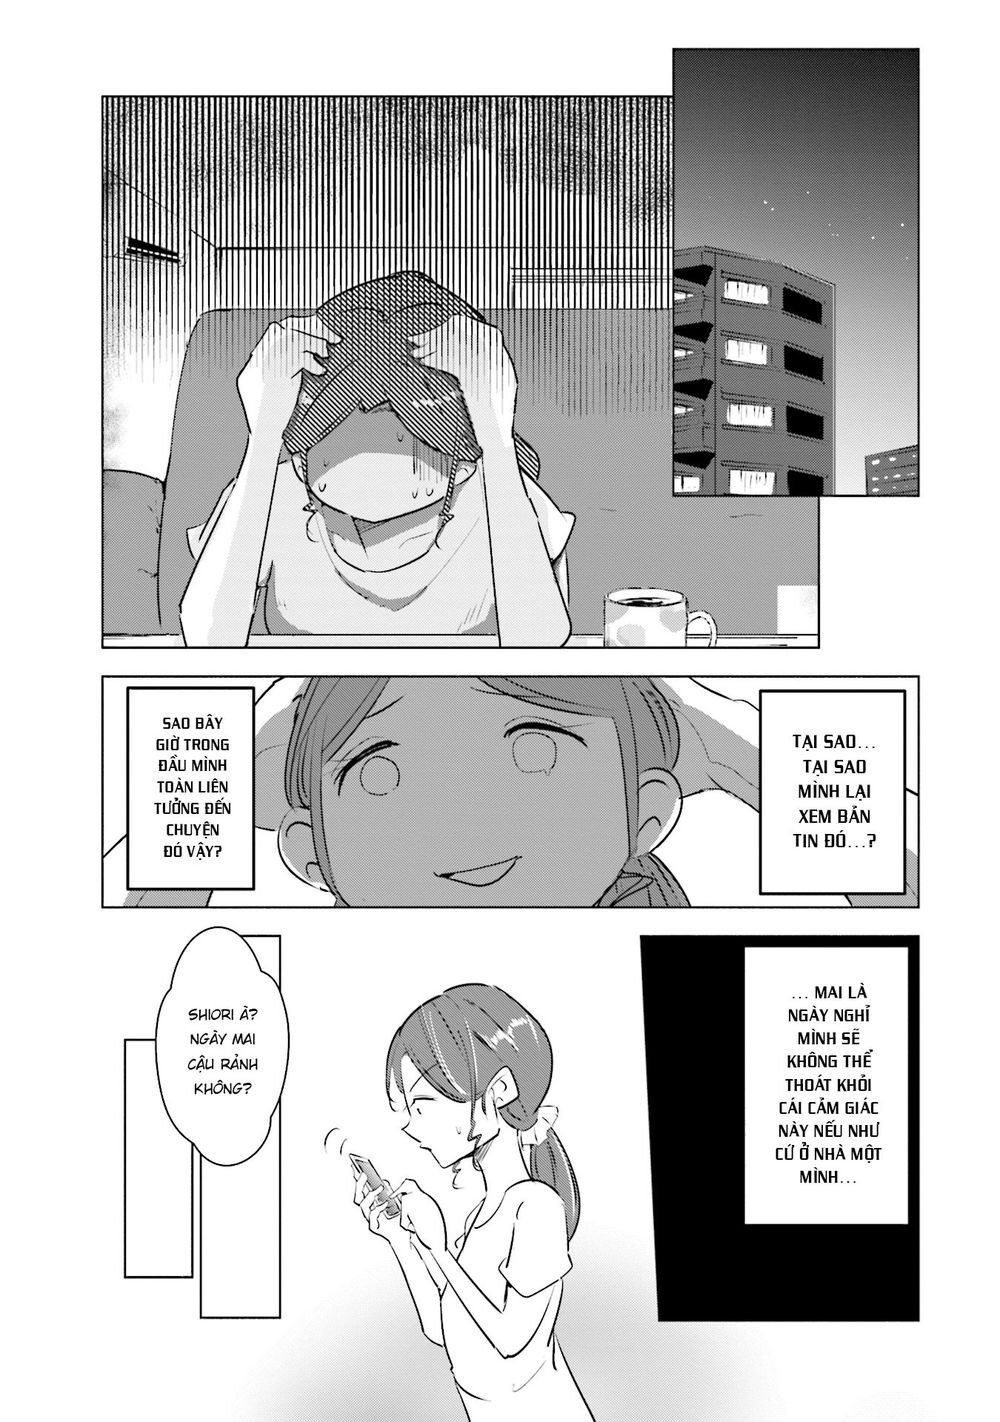 TẠI SAO...
TẠI SAO
MÌNH LẠI
XEM BẢN
TIN ĐÓ...?
SAO BÂY
GIỜ TRONG
ĐẦU MÌNH
TOÀN LIÊN
TƯỞNG ĐẾN
CHUYỆN
ĐÓ VẬY?
... MAI LÀ
NGÀY NGHỈ
MÌNH SẼ
KHÔNG THỂ
THOÁT KHỎI
CÁI CẢM GIÁC
NÀY NẾU NHƯ
CỨ Ở NHÀ MỘT
MÌNH...
SHIORI À?
NGÀY MAI
CẬU RẢNH
KHÔNG?